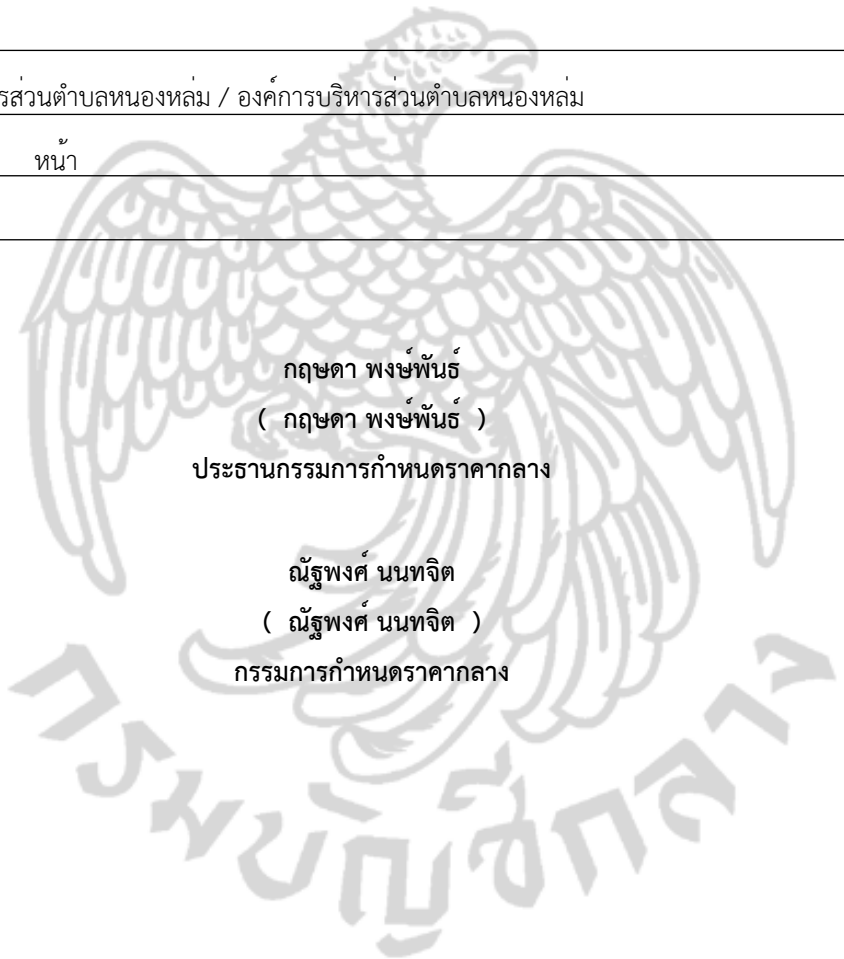 รส่วนตำบลหนองหล่ม / องค์การบริหารส่วนตำบลหนองหล่ม
หน้า
กฤษดา พงษ์พันธ์
( กฤษดา พงษ์พันธ์ )
ประธานกรรมการกำหนดราคากลาง
ณัฐพงศ์ นนทจิต
( ณัฐพงศ์ นนทจิต )
กรรมการกำหนดราคากลาง
กรมบัญชีกลาง